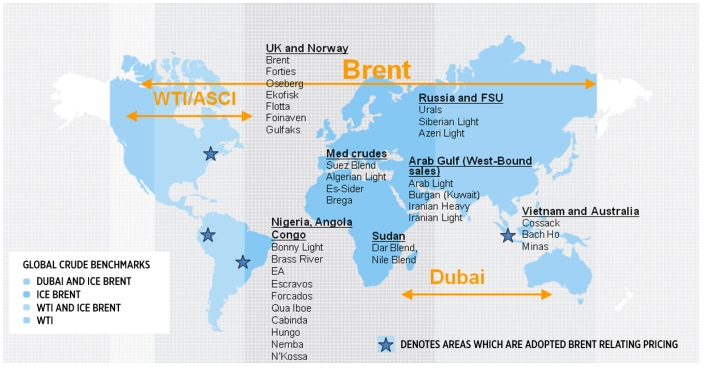 UK and Norway
Brent
Forties
Oseberg
Ekofisk
Flotta
Foinaven
Gulfaks
Brent
WTI/ASCI
Russia and FSU
Urals
Siberian Light
Azeri Light
Med crudes
Suez Blend
Algerian Light
Es-Sider
Brega
Arab Gulf (West-Bound
sales)
Arab Light
Burgan (Kuwait)
Iranian Heavy
Iranian Light
Vietnam and Australia
Cossack
Bach Ho
Minas
Nigeria, Angola
Congo
Bonny Light
Brass River
EA
Escravos
Forcados
Qua Iboe
Cabinda
Hungo
Nemba
N'Kossa
Sudan
Dar Blend,
Nile Blend
Dubai
GLOBAL CRUDE BENCHMARKS
DUBAI AND ICE BRENT
ICE BRENT
WTI AND ICE BRENT
WTI
DENOTES AREAS WHICH ARE ADOPTED BRENT RELATING PRICING